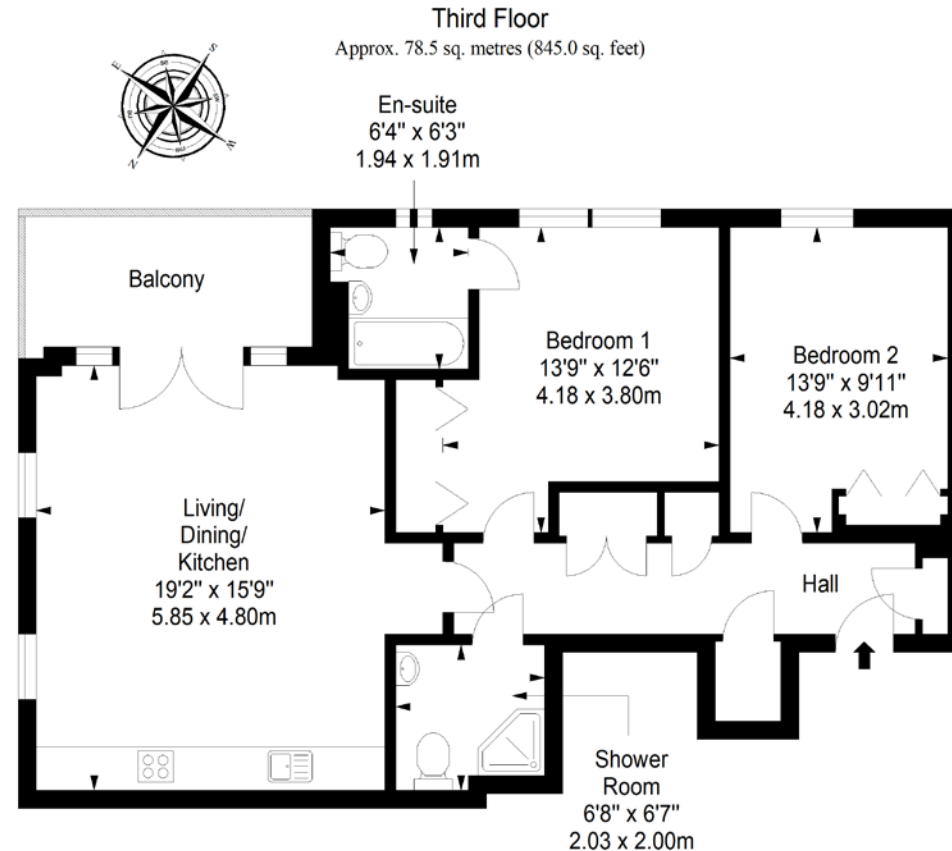 Third Floor
Approx. 78.5 sq. metres (845.0 sq. feet)
S
E
W
N
En-suite
6'4" x 6'3"
1.94 x 1.91m
Balcony
Bedroom 1
13'9" x 12'6"
4.18 x 3.80m
Bedroom 2
13'9" x 9'11"
4.18 x 3.02m
Living/
Dining/
Kitchen
19'2" x 15'9"
5.85 x 4.80m
Hall
Shower
Room
6'8" x 6'7"
2.03 x 2.00m